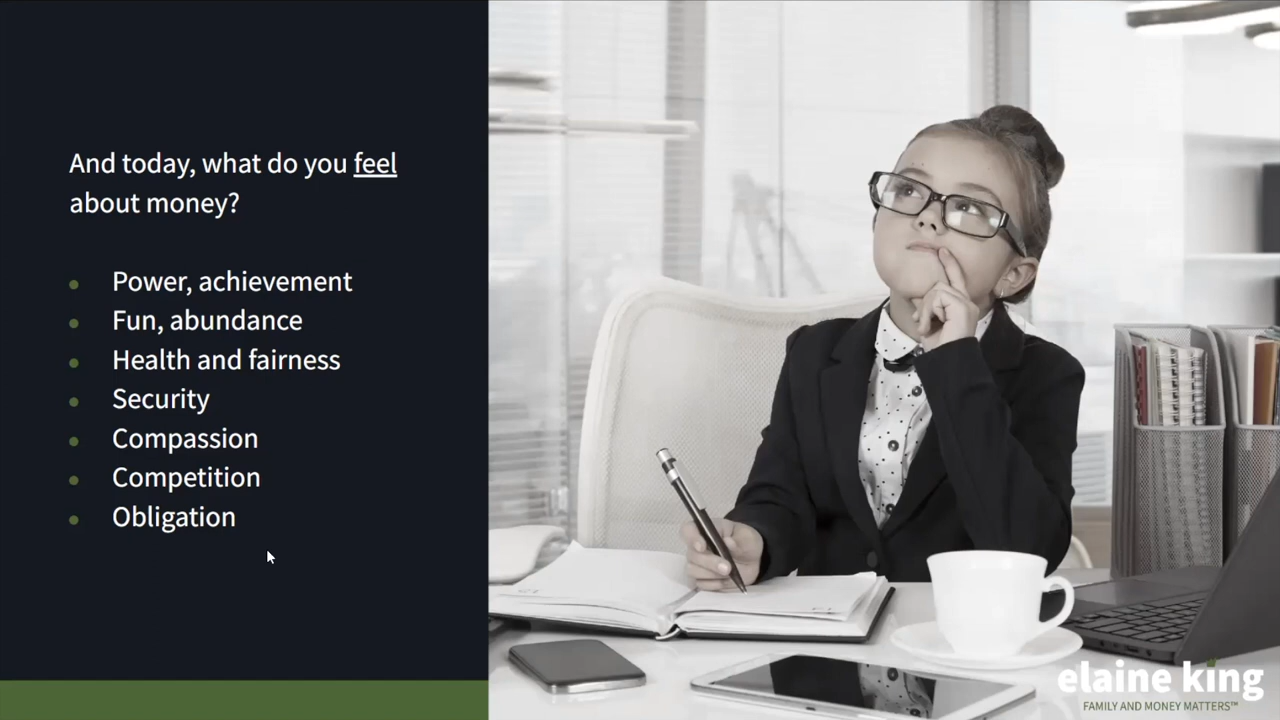 And today, what do you feel
about money?
Power, achievement
Fun, abundance
Health and fairness
Security
Compassion
Competition
Obligation
elaine king
FAMILY AND MONEY MATTERS™